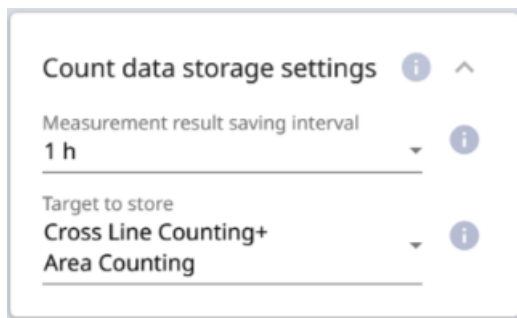 Count data storage settings
Measurement result saving interval
1 h
Target to store
Cross Line Counting+
Area Counting